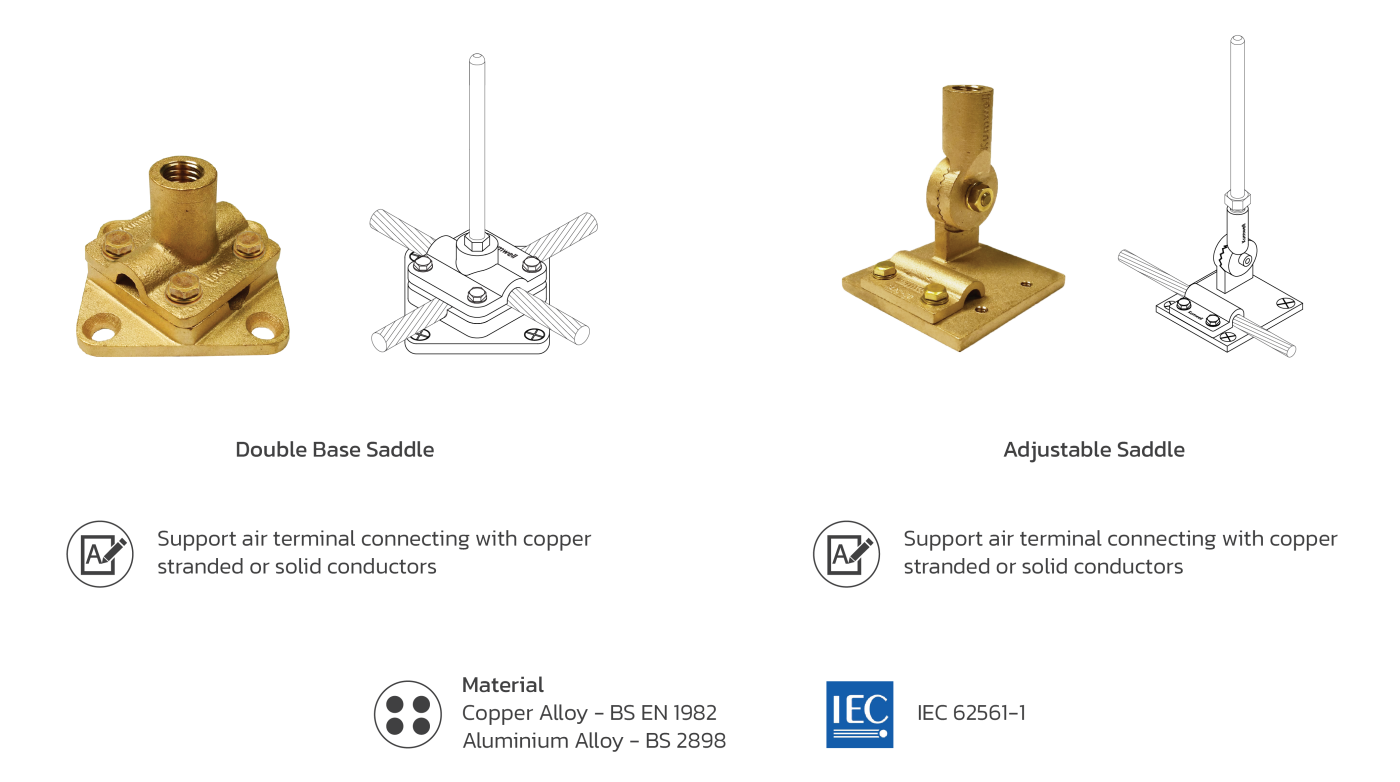 Double Base Saddle
Adjustable Saddle
Support air terminal connecting with copper
stranded or solid conductors
Support air terminal connecting with copper
stranded or solid conductors
Material
Copper Alloy - BS EN 1982
Aluminium Alloy - BS 2898
IEC
IEC 62561-1
A
A